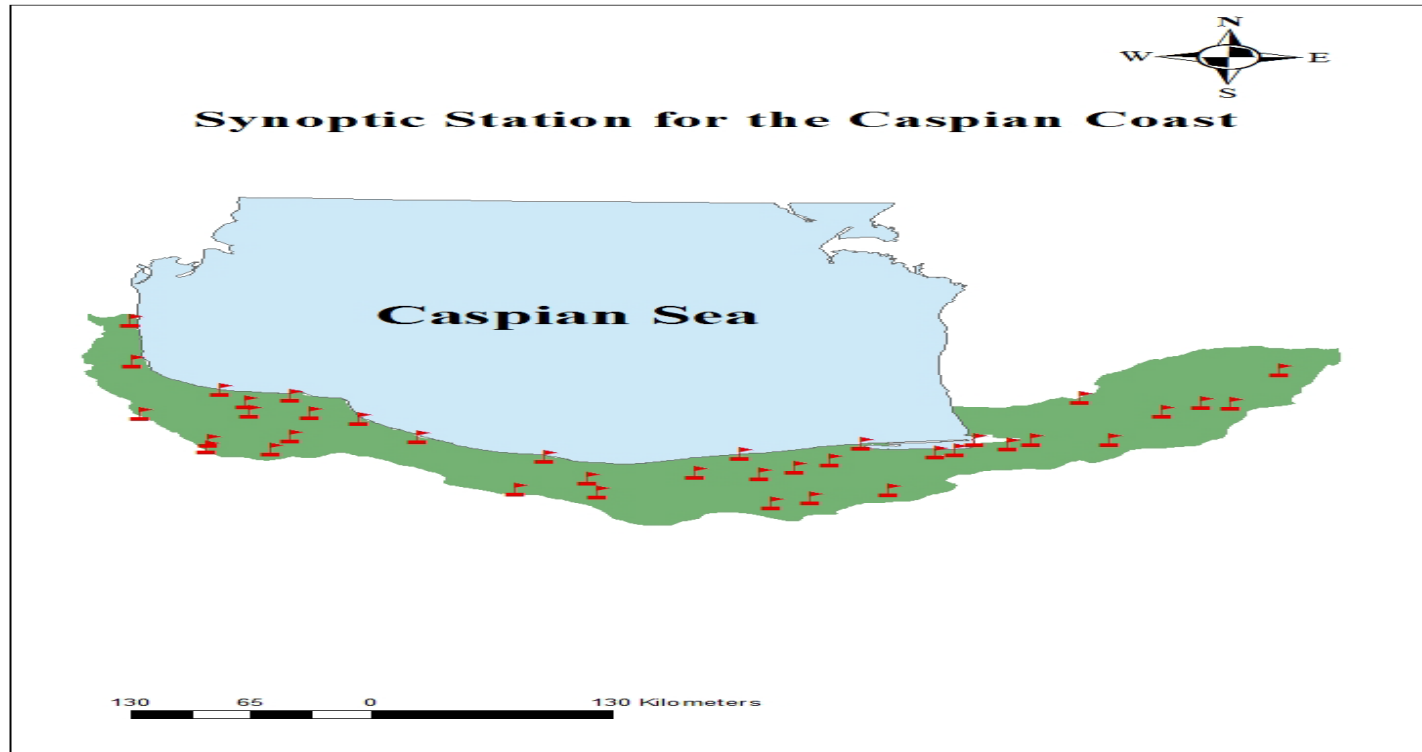 N
W E
S
Synoptic Station for the Caspian Coast
Caspian Sea
130 65 0 130 Kilometers